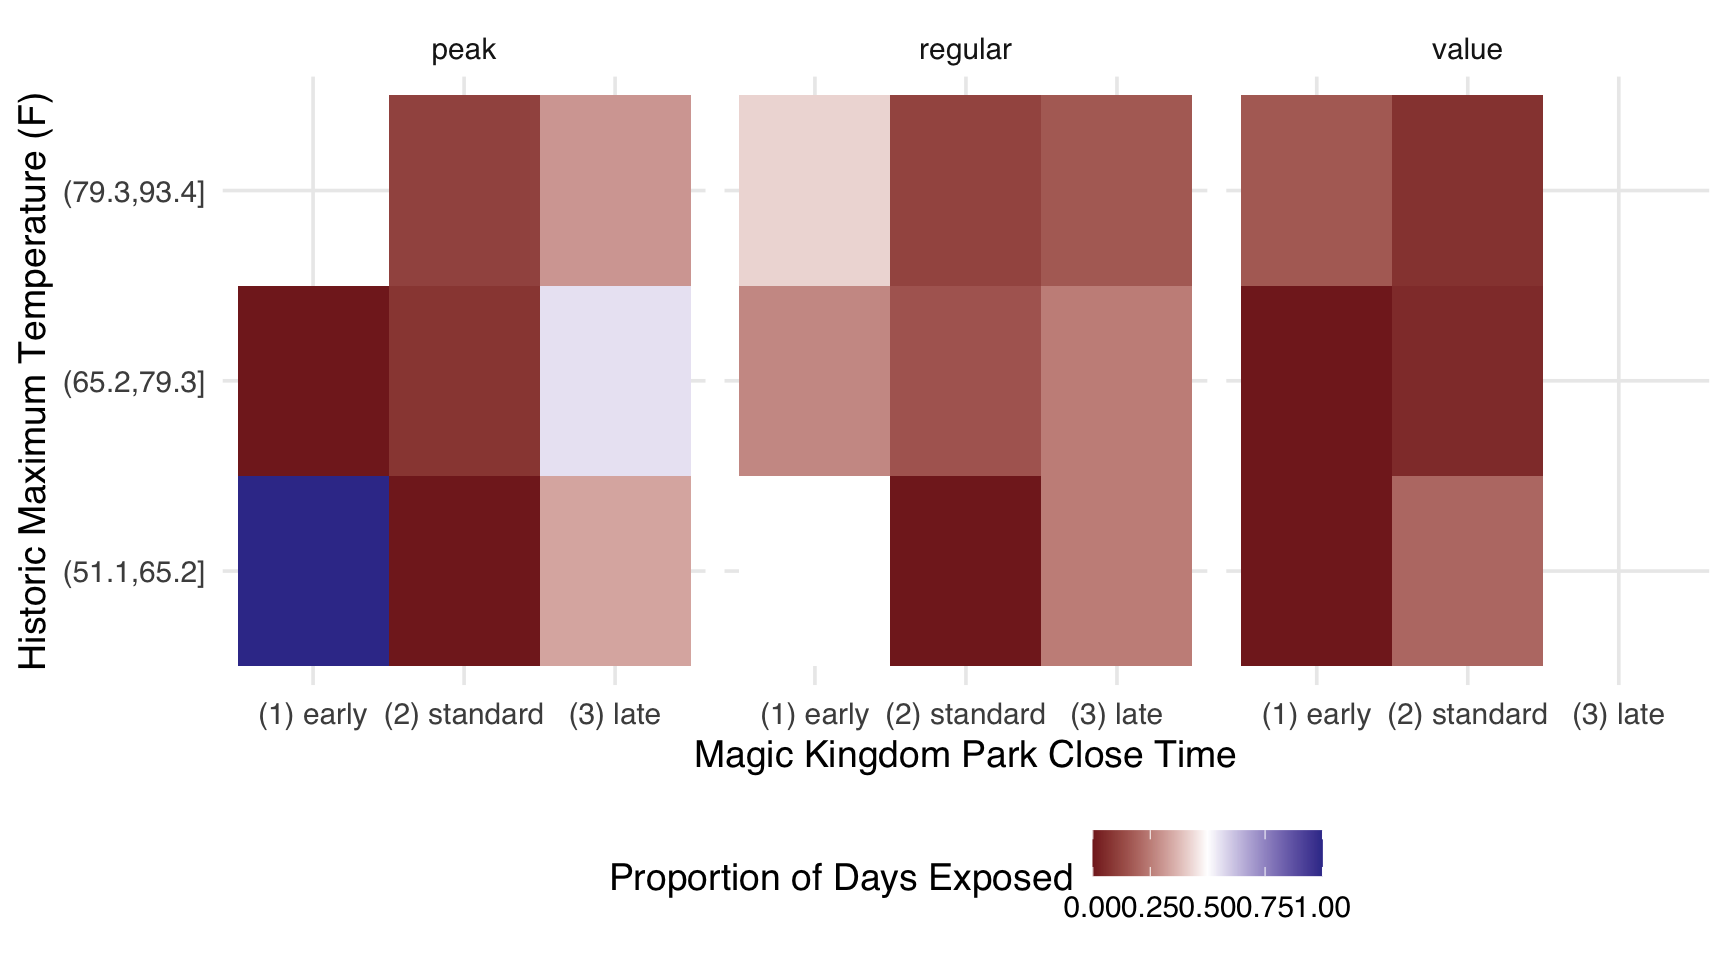 peak regular value
Historic Maximum Temperature (F)
(79.3,93.4]
(65.2,79.3]
(51.1,65.2]
(1) early (2) standard (3) late (1) early (2) standard (3) late (1) early (2) standard (3) late
Magic Kingdom Park Close Time
Proportion of Days Exposed
0.000.250.500.751.00